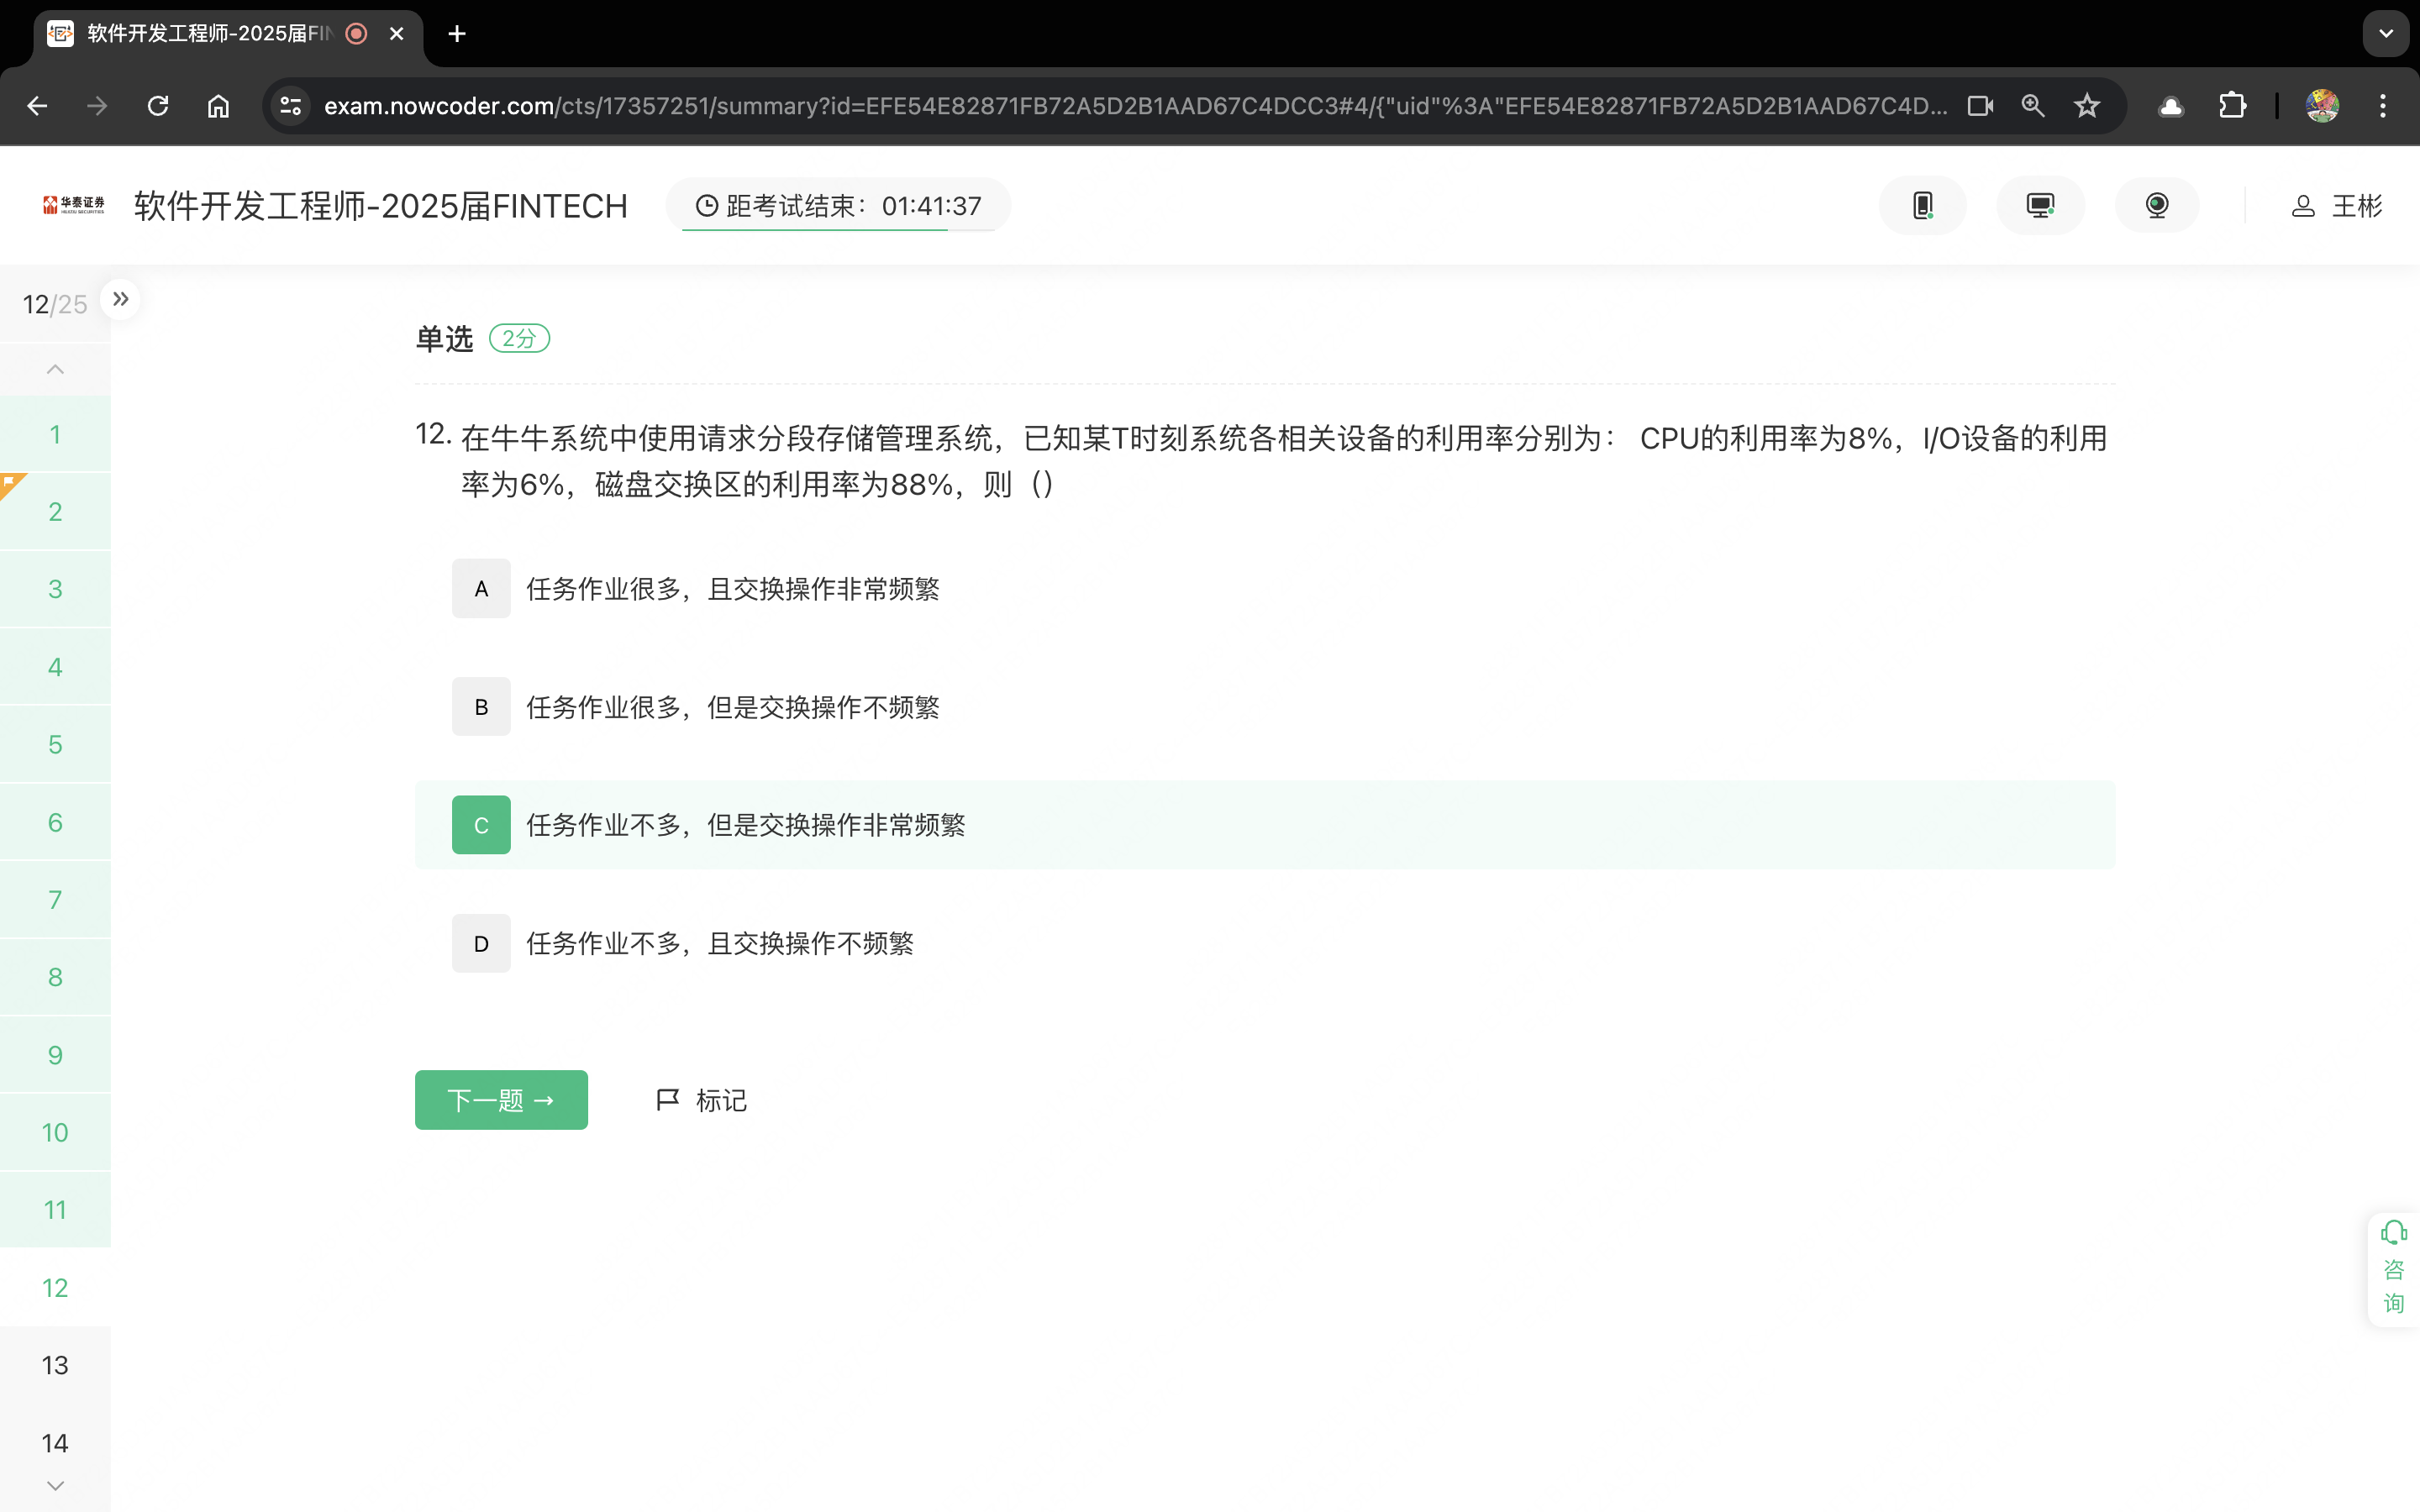 软件开发工程师-2025届FIN
exam.nowcoder.com/cts/17357251/summary?id=EFE54E82871FB72A5D2B1AAD67C4DCC3#4/{"uid"%3A"EFE54E82871FB72A5D2B1AAD67C4D...
华泰证券
HUATAI SECURITIES
软件开发工程师-2025届FINTECH
距考试结束：01:41:37
王彬
12/25
1
2
3
4
5
6
7
8
9
10
11
12
13
14
单选 2分
12. 在牛牛系统中使用请求分段存储管理系统，已知某T时刻系统各相关设备的利用率分别为： CPU的利用率为8%，I/O设备的利用
率为6%，磁盘交换区的利用率为88%，则（）
A 任务作业很多，且交换操作非常频繁
B 任务作业很多，但是交换操作不频繁
C 任务作业不多，但是交换操作非常频繁
D 任务作业不多，且交换操作不频繁
下一题 →
标记
咨
询